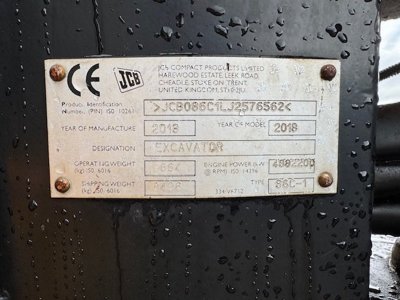 CE
JCB
JCB COMPACT PRODUCTS LIMITED
HAREWOOD ESTATE, LEEK ROAD,
CHEADLE, STOKE ON TRENT,
UNITED KINGDOM, ST10 2JU
Product Identification
Number (PIN) ISO 10261
>JCB086C1LJ2576562<
YEAR OF MANUFACTURE 2018
YEAR OF MODEL 2018
DESIGNATION EXCAVATOR
OPERATING WEIGHT
(kg) ISO 6016
ENGINE POWER (kW
@ RPM) ISO 14396
SHIPPING WEIGHT
(kg) ISO 6016
334/V6712
TYPE 86C-1